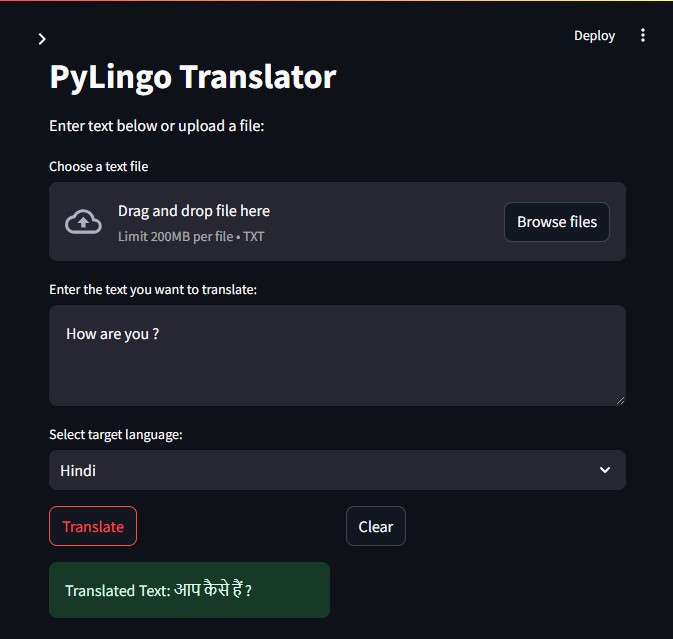 Deploy
PyLingo Translator
Enter text below or upload a file:
Choose a text file
Drag and drop file here
Limit 200MB per file • TXT
Browse files
Enter the text you want to translate:
How are you ?
Select target language:
Hindi
Translate
Clear
Translated Text: आप कैसे हैं ?